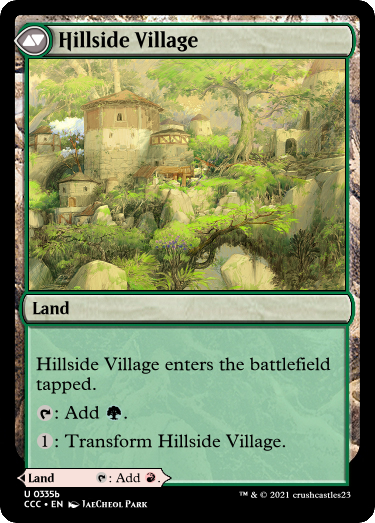 Hillside Village
Land
Hillside Village enters the battlefield
tapped.
: Add .
1: Transform Hillside Village.
Land : Add .
U 0335b
CCC • EN JaeCheol Park
™ & © 2021 crushcastles23